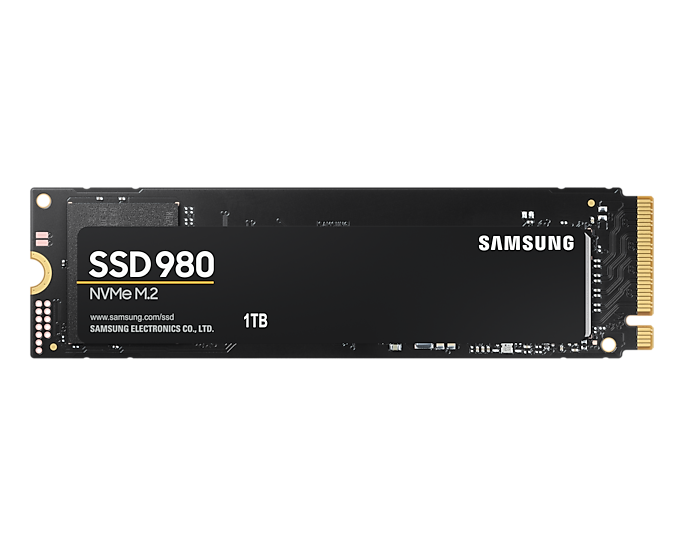 SAMSUNG
SSD 980
NVMe M.2
www.samsung.com/ssd
SAMSUNG ELECTRONICS CO., LTD.
1TB